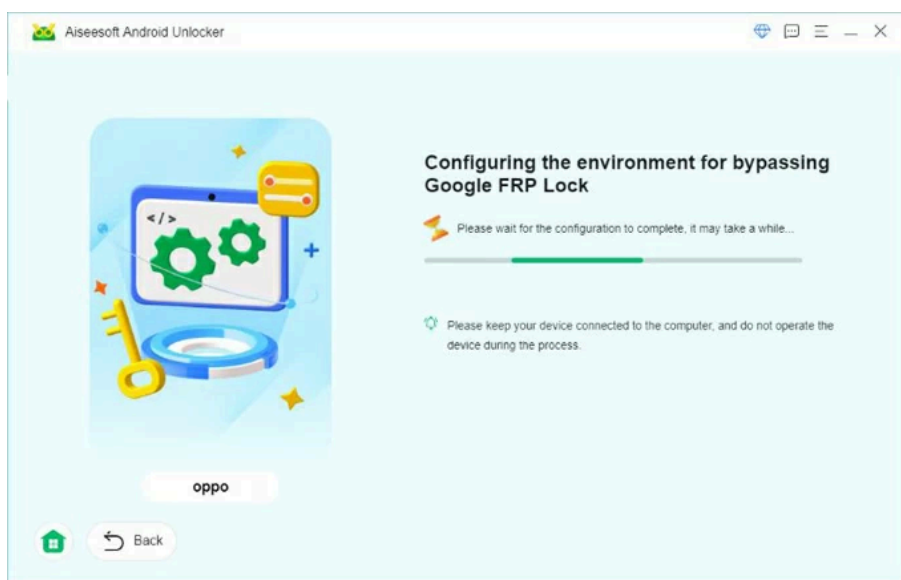 Aiseesoft Android Unlocker
Configuring the environment for bypassing
Google FRP Lock
Please wait for the configuration to complete, it may take a while...
Please keep your device connected to the computer, and do not operate the
device during the process.
</>
oppo
Back